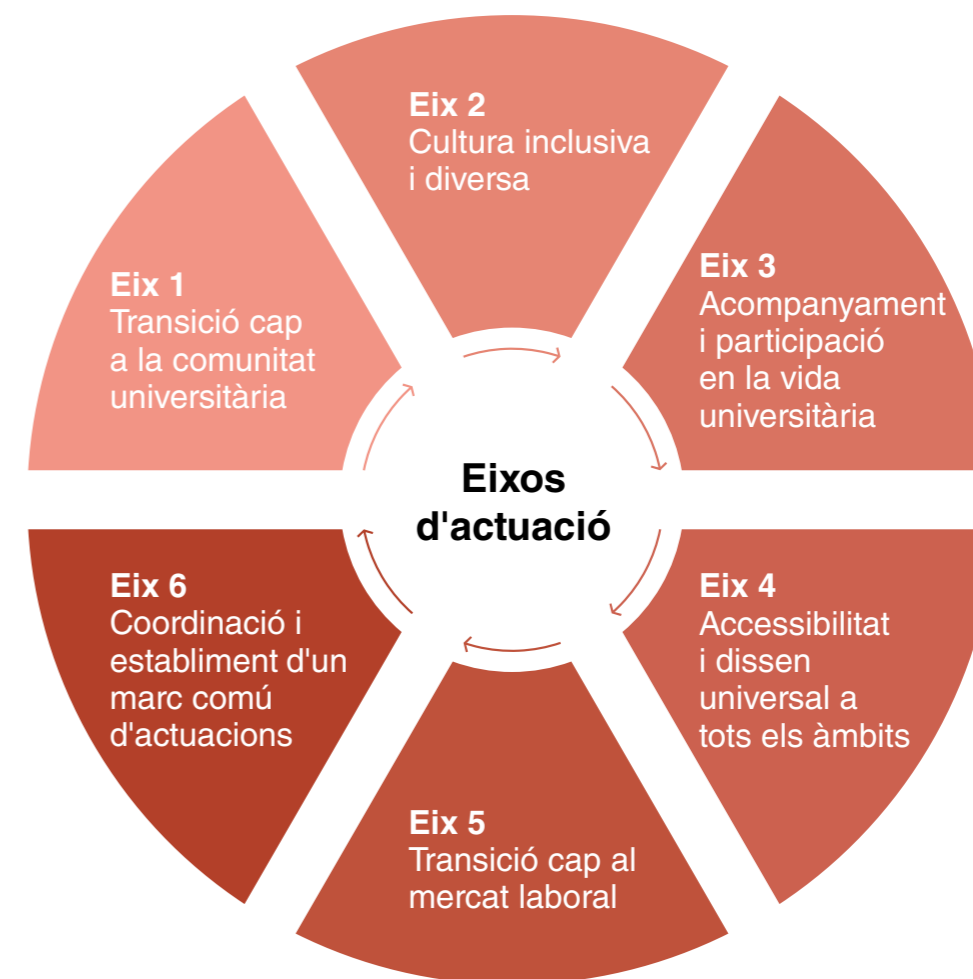 Eix 1
Transició cap
a la comunitat
universitària
Eix 2
Cultura inclusiva
i diversa
Eix 3
Acompanyament
i participació
en la vida
universitària
Eix 4
Accessibilitat
i dissen
universal a
tots els àmbits
Eix 5
Transició cap al
mercat laboral
Eix 6
Coordinació i
establiment d'un
marc comú
d'actuacions
Eixos
d'actuació